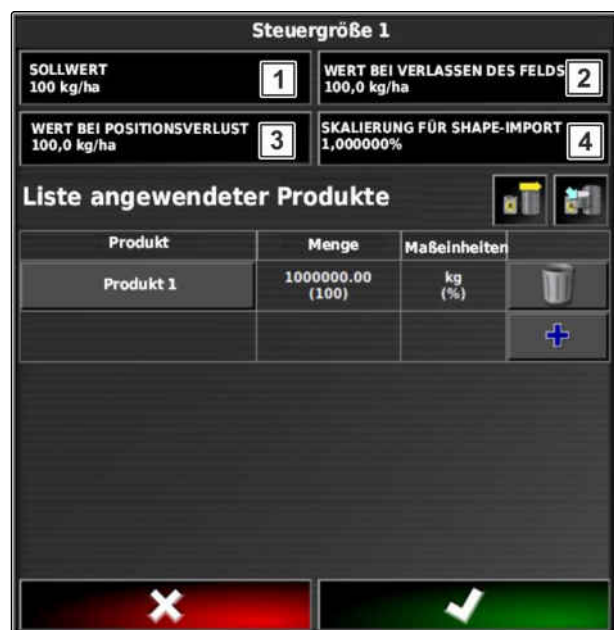 Steuergröße 1
SOLLWERT
100 kg/ha
1
WERT BEI VERLASSEN DES FELDS
100,0 kg/ha
2
WERT BEI POSITIONSVERLUST
100,0 kg/ha
3
SKALIERUNG FÜR SHAPE-IMPORT
1,000000%
4
Liste angewendeter Produkte
Produkt Menge Maßeinheiten
Produkt 1 1000000.00 kg
(100) (%)